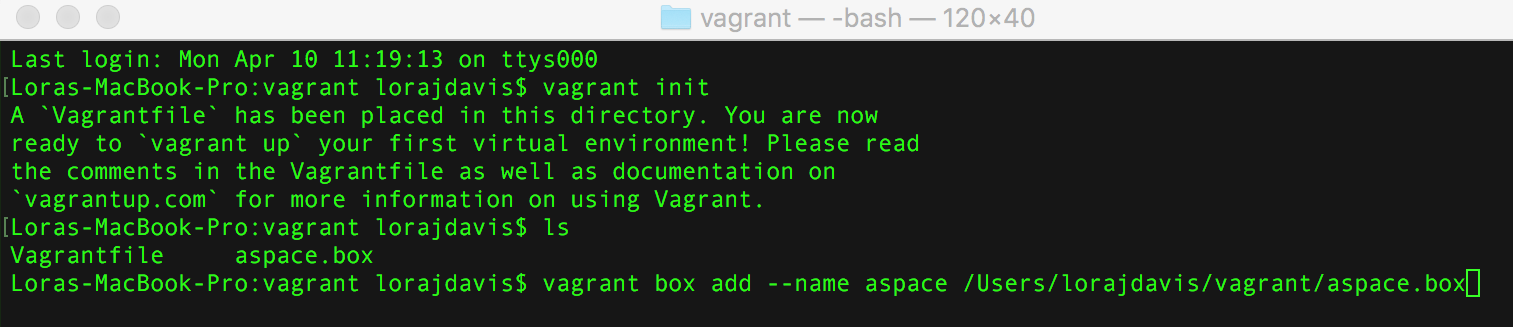 vagrant — -bash — 120×40
Last login: Mon Apr 10 11:19:13 on ttys000
[Loras-MacBook-Pro:vagrant lorajdavis$ vagrant init
A `Vagrantfile` has been placed in this directory. You are now
ready to `vagrant up` your first virtual environment! Please read
the comments in the Vagrantfile as well as documentation on
`vagrantup.com` for more information on using Vagrant.
[Loras-MacBook-Pro:vagrant lorajdavis$ ls
Vagrantfile     aspace.box
Loras-MacBook-Pro:vagrant lorajdavis$ vagrant box add --name aspace /Users/lorajdavis/vagrant/aspace.box